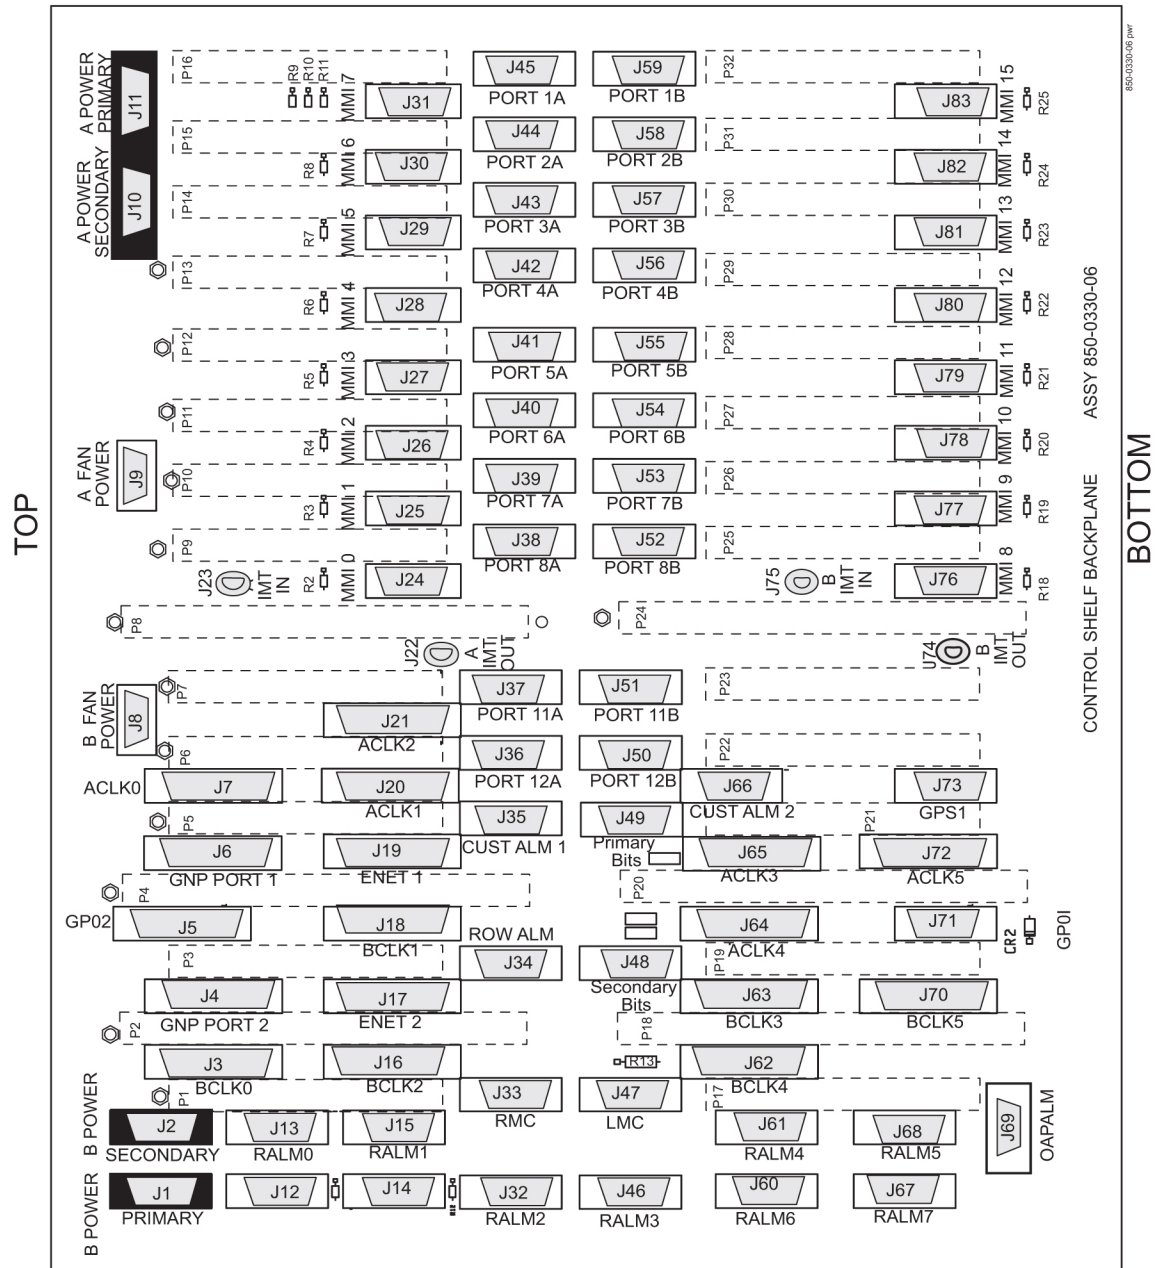 TOP
BOTTOM
850-0330-06 pwr
ASSY 850-0330-06
CONTROL SHELF BACKPLANE
A POWER
PRIMARY
J11
A POWER
SECONDARY
J10
P16
R9
R10
R11
MMI 7
J31
J45
PORT 1A
J59
PORT 1B
P32
J83
MMI 15
R25
P15
R8
MMI 6
J30
J44
PORT 2A
J58
PORT 2B
P31
J82
MMI 14
R24
P14
R7
MMI 5
J29
J43
PORT 3A
J57
PORT 3B
P30
J81
MMI 13
R23
P13
R6
MMI 4
J28
J42
PORT 4A
J56
PORT 4B
P29
J80
MMI 12
R22
P12
R5
MMI 3
J27
J41
PORT 5A
J55
PORT 5B
P28
J79
MMI 11
R21
P11
R4
MMI 2
J26
J40
PORT 6A
J54
PORT 6B
P27
J78
MMI 10
R20
A FAN
POWER
J9
P10
R3
MMI 1
J25
J39
PORT 7A
J53
PORT 7B
P26
J77
MMI 9
R19
P9
R2
MMI 0
J24
J38
PORT 8A
J52
PORT 8B
P25
J76
MMI 8
R18
J23
A
IMT
IN
J75
B
IMT
IN
P8
P24
J22
A
IMT
OUT
J74
B
IMT
OUT
B FAN
POWER
J8
P7
J21
ACLK2
J37
PORT 11A
J51
PORT 11B
P23
P6
J36
PORT 12A
J50
PORT 12B
P22
ACLK0
J7
J20
ACLK1
J66
CUST ALM 2
J73
GPS1
P5
J35
CUST ALM 1
J49
Primary
Bits
P21
J6
GNP PORT 1
J19
ENET 1
J65
ACLK3
J72
ACLK5
P4
P20
GP02
J5
J18
BCLK1
ROW ALM
J64
ACLK4
J71
CR2
GP0I
P3
J34
J48
Secondary
Bits
P19
J4
GNP PORT 2
J17
ENET 2
J63
BCLK3
J70
BCLK5
P2
P18
J3
BCLK0
J16
BCLK2
R13
J62
BCLK4
P1
J33
RMC
J47
LMC
P17
B POWER
J2
SECONDARY
J13
RALM0
J15
RALM1
J61
RALM4
J68
RALM5
J69
OAPALM
B POWER
J1
PRIMARY
J12
J14
J32
RALM2
J46
RALM3
J60
RALM6
J67
RALM7